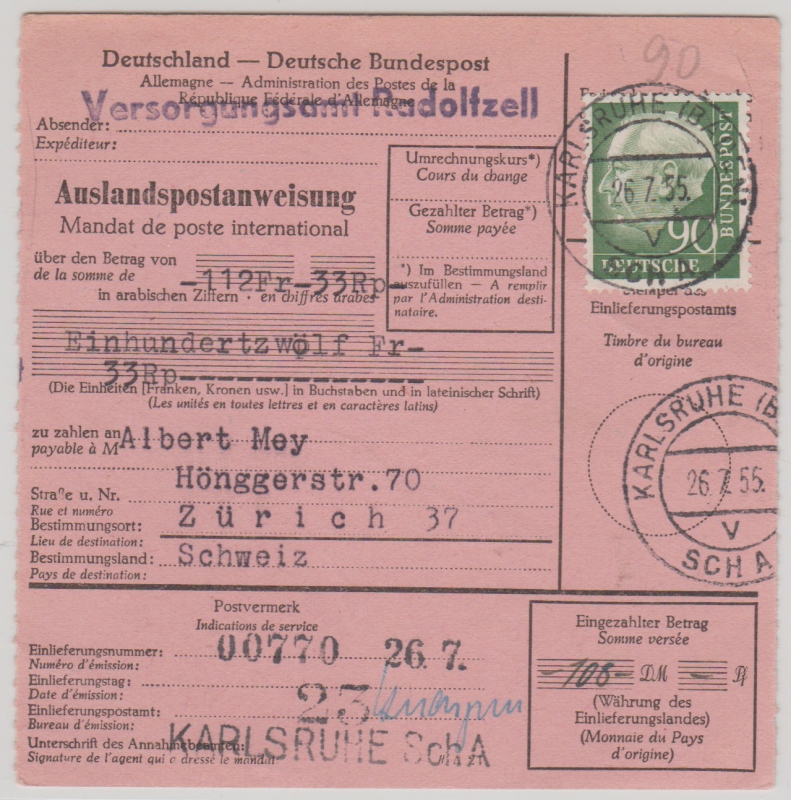 90
Deutschland — Deutsche Bundespost
Allemagne — Administration des Postes de la
République Fédérale d'Allemagne
Versorgungsamt Radolfzell
Absender:
Expéditeur:
Auslandspostanweisung
Mandat de poste international
über den Betrag von
de la somme de
-112Fr-33Rp-
in arabischen Ziffern · en chiffres arabes
Umrechnungskurs*)
Cours du change
Gezahlter Betrag*)
Somme payée
*) Im Bestimmungsland
auszufüllen — A remplir
par l'Administration desti-
nataire.
Einhundertzwölf Fr-
33Rp--------------
(Die Einheiten [Franken, Kronen usw.] in Buchstaben und in lateinischer Schrift)
(Les unités en toutes lettres et en caractères latins)
zu zahlen an
payable à M
Albert Mey
Hönggerstr.70
Straße u. Nr.
Rue et numéro
Bestimmungsort:
Zürich 37
Lieu de destination:
Bestimmungsland:
Schweiz
Pays de destination:
KARLSRUHE (BA
26.7.55.
V
SCH
90
BUNDESPOST
DEUTSCHE
Stempel des
Einlieferungspostamts
Timbre du bureau
d'origine
KARLSRUHE (B
26.7.55.
V
SCH A
Postvermerk
Indications de service
Einlieferungsnummer:
00770 26.7.
Numéro d'émission:
Einlieferungstag:
Date d'émission:
23
Einlieferungspostamt:
Bureau d'émission:
KARLSRUHE SchA
Unterschrift des Annahmebeamten:
Signature de l'agent qui a dressé le mandat
Eingezahlter Betrag
Somme versée
-108- DM — Pf
(Währung des
Einlieferungslandes)
(Monnaie du Pays
d'origine)